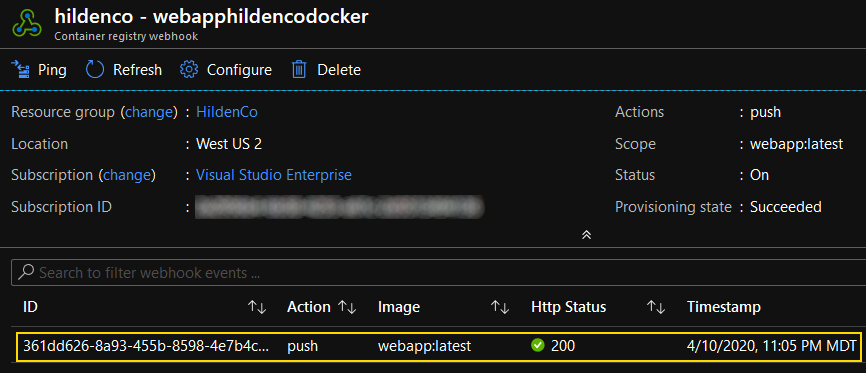 hildenco - webapphildencodocker
Container registry webhook
Ping Refresh Configure Delete
Resource group (change) : HildenCo Actions : push
Location : West US 2 Scope : webapp:latest
Subscription (change) : Visual Studio Enterprise Status : On
Subscription ID : Provisioning state : Succeeded
Search to filter webhook events ...
ID Action Image Http Status Timestamp
361dd626-8a93-455b-8598-4e7b4c... push webapp:latest 200 4/10/2020, 11:05 PM MDT